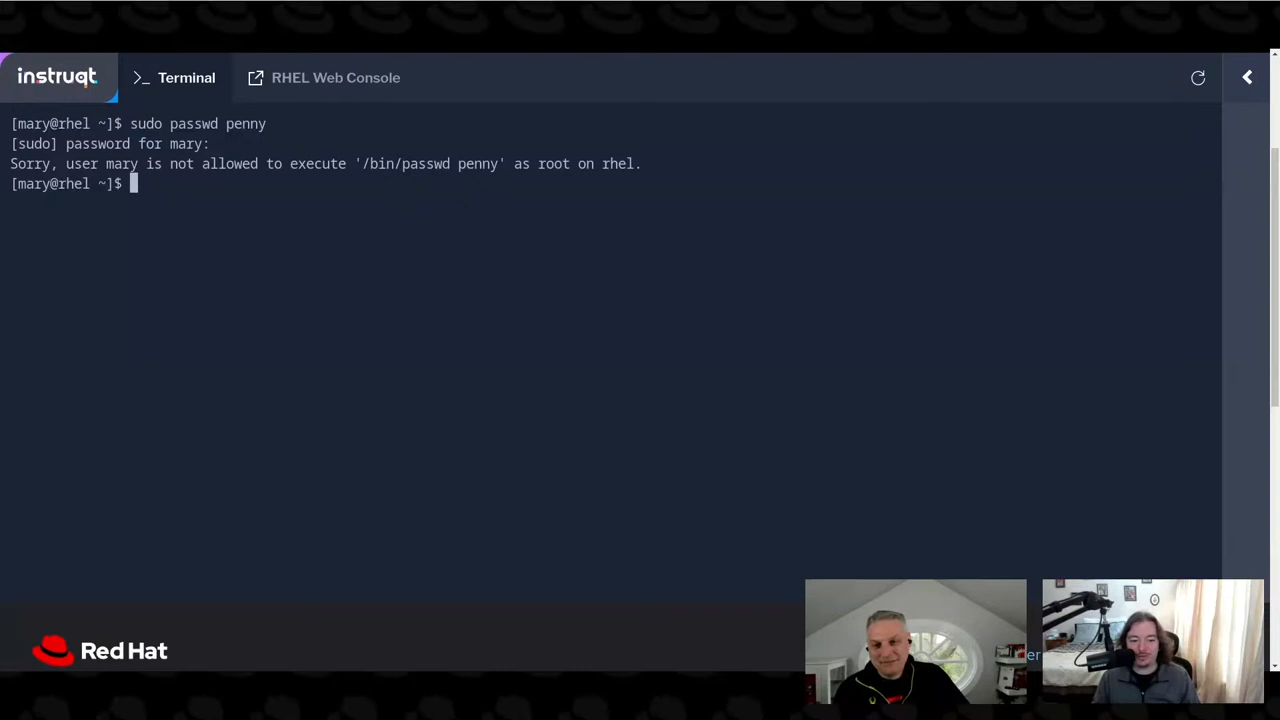 instruqt
>_ Terminal
RHEL Web Console
[mary@rhel ~]$ sudo passwd penny
[sudo] password for mary:
Sorry, user mary is not allowed to execute '/bin/passwd penny' as root on rhel.
[mary@rhel ~]$
Red Hat
er